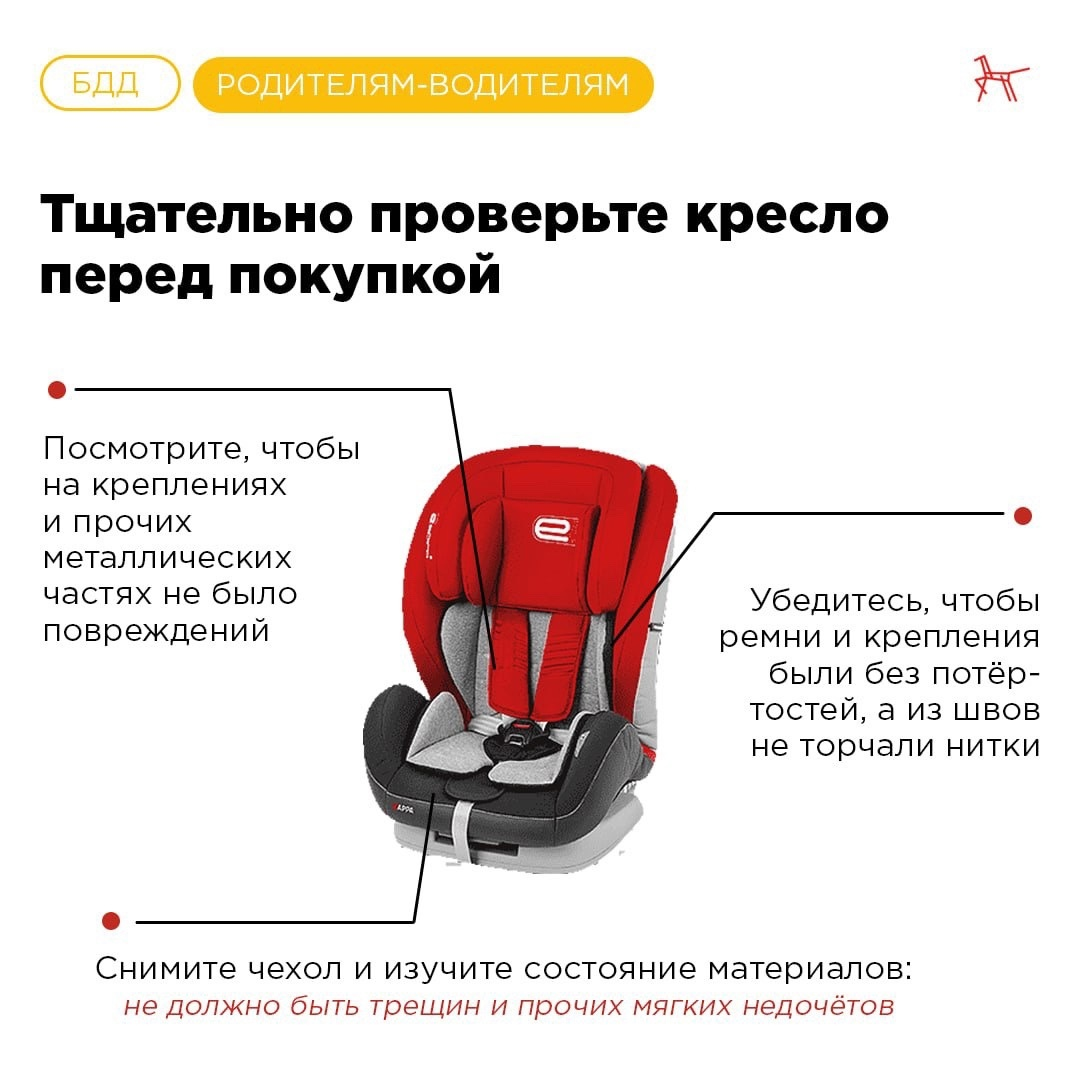 БДД
РОДИТЕЛЯМ-ВОДИТЕЛЯМ
Тщательно проверьте кресло
перед покупкой
Посмотрите, чтобы
на креплениях
и прочих
металлических
частях не было
повреждений
Убедитесь, чтобы
ремни и крепления
были без потёр-
тостей, а из швов
не торчали нитки
Снимите чехол и изучите состояние материалов:
не должно быть трещин и прочих мягких недочётов